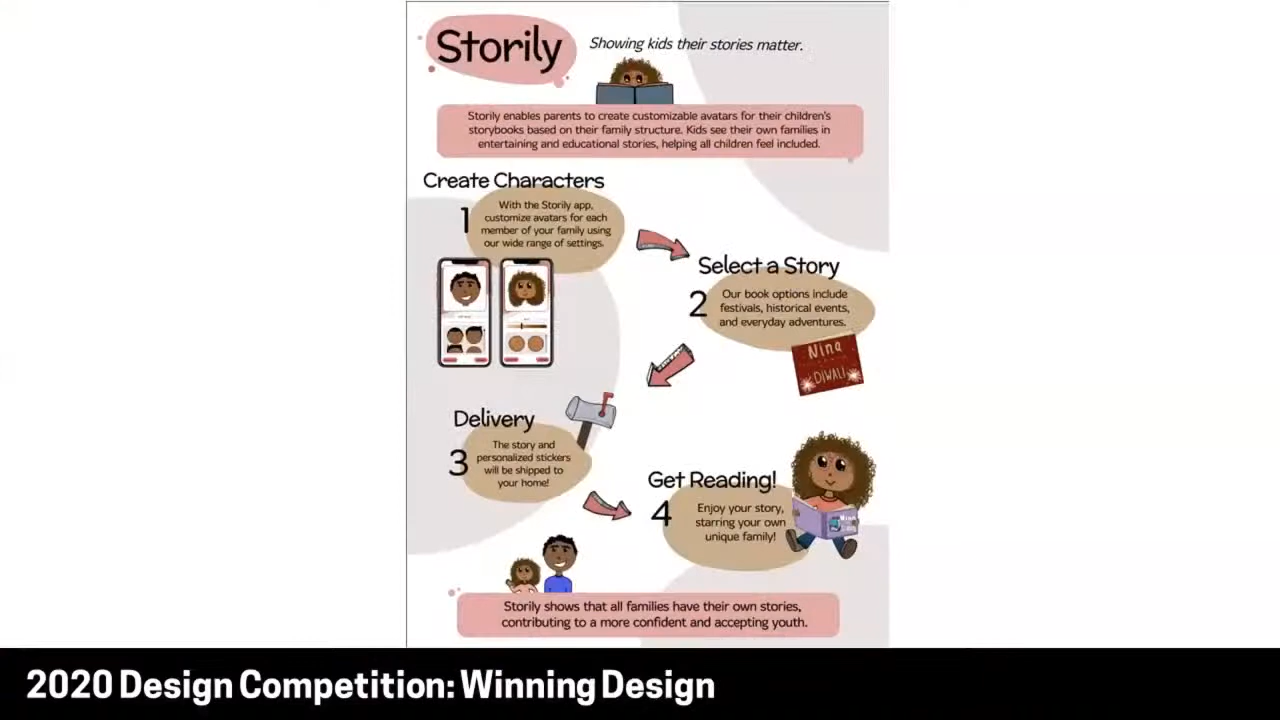 Storily
Showing kids their stories matter.
Storily enables parents to create customizable avatars for their children's
storybooks based on their family structure. Kids see their own families in
entertaining and educational stories, helping all children feel included.
Create Characters
1
With the Storily app,
customize avatars for each
member of your family using
our wide range of settings.
Select a Story
2
Our book options include
festivals, historical events,
and everyday adventures.
Nina
DIWALI
Delivery
3
The story and
personalized stickers
will be shipped to
your home!
Get Reading!
4
Enjoy your story,
starring your own
unique family!
Nina
Storily shows that all families have their own stories,
contributing to a more confident and accepting youth.
2020 Design Competition: Winning Design